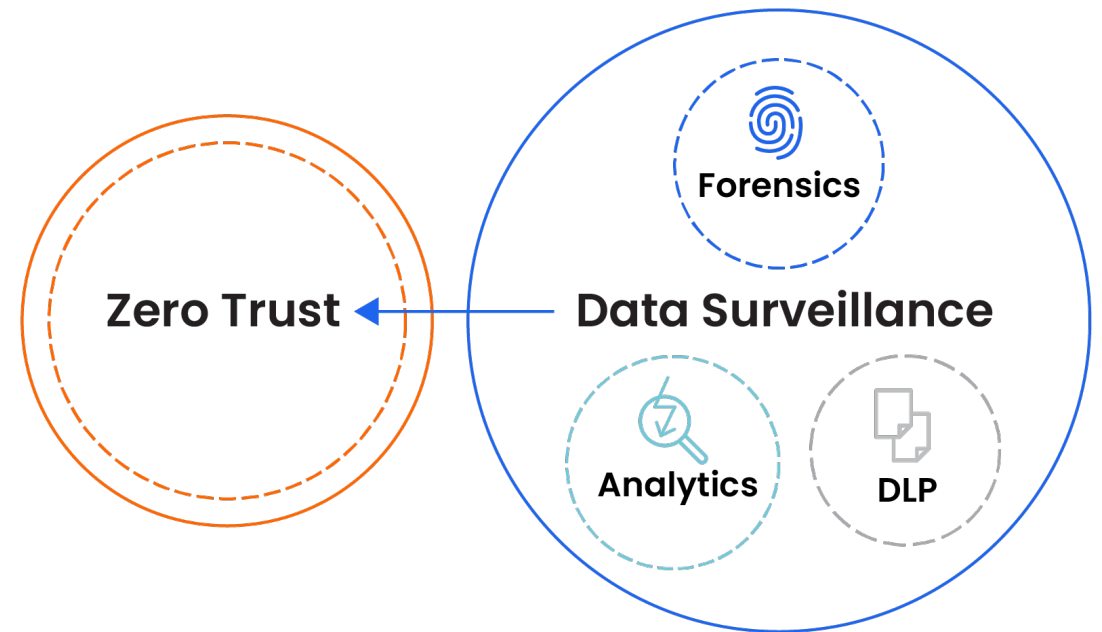 Forensics
Zero Trust
Data Surveillance
Analytics
DLP